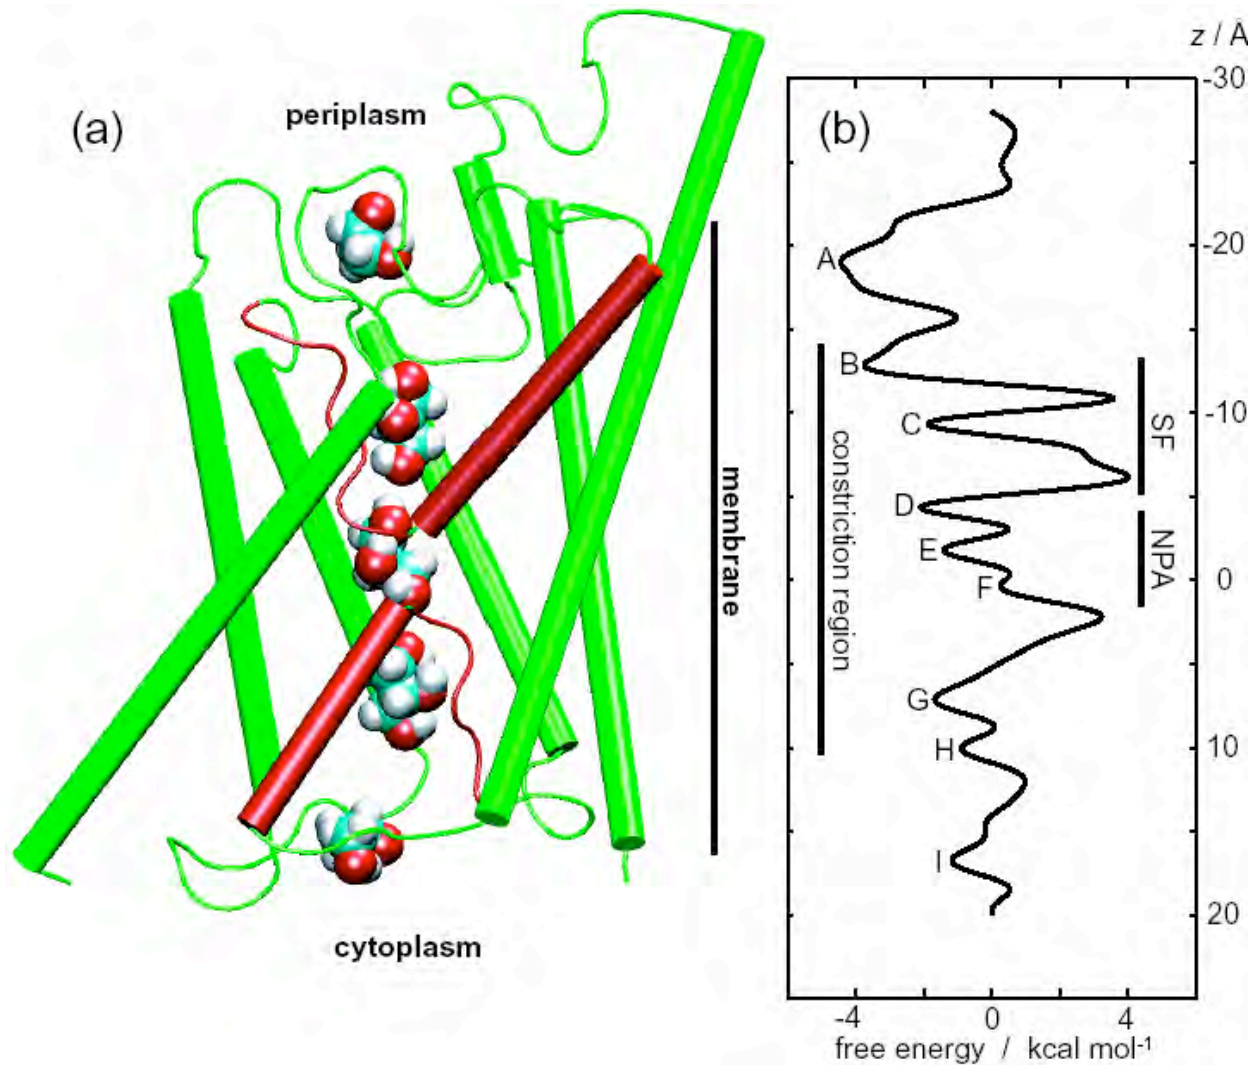 (a)
periplasm
membrane
cytoplasm
(b)
z / Å
-30
-20
-10
0
10
20
A
B
C
D
E
F
G
H
I
constriction region
SF
NPA
-4
0
4
free energy / kcal mol⁻¹